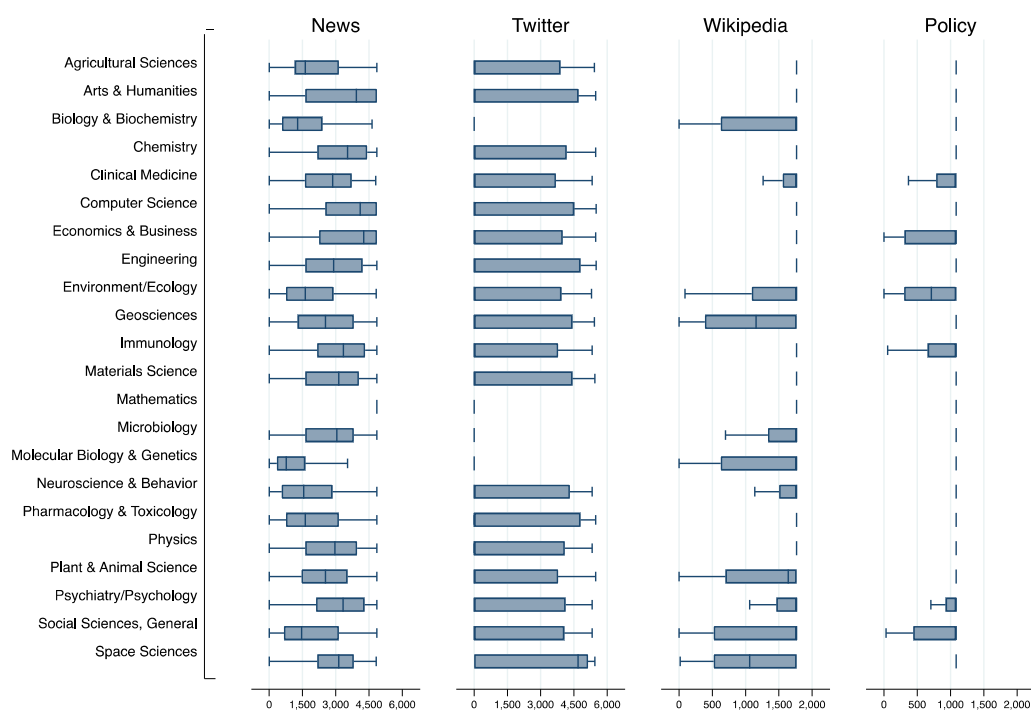 News Twitter Wikipedia Policy
Agricultural Sciences
Arts & Humanities
Biology & Biochemistry
Chemistry
Clinical Medicine
Computer Science
Economics & Business
Engineering
Environment/Ecology
Geosciences
Immunology
Materials Science
Mathematics
Microbiology
Molecular Biology & Genetics
Neuroscience & Behavior
Pharmacology & Toxicology
Physics
Plant & Animal Science
Psychiatry/Psychology
Social Sciences, General
Space Sciences
0 1,500 3,000 4,500 6,000 0 1,500 3,000 4,500 6,000 0 500 1,000 1,500 2,000 0 500 1,000 1,500 2,000